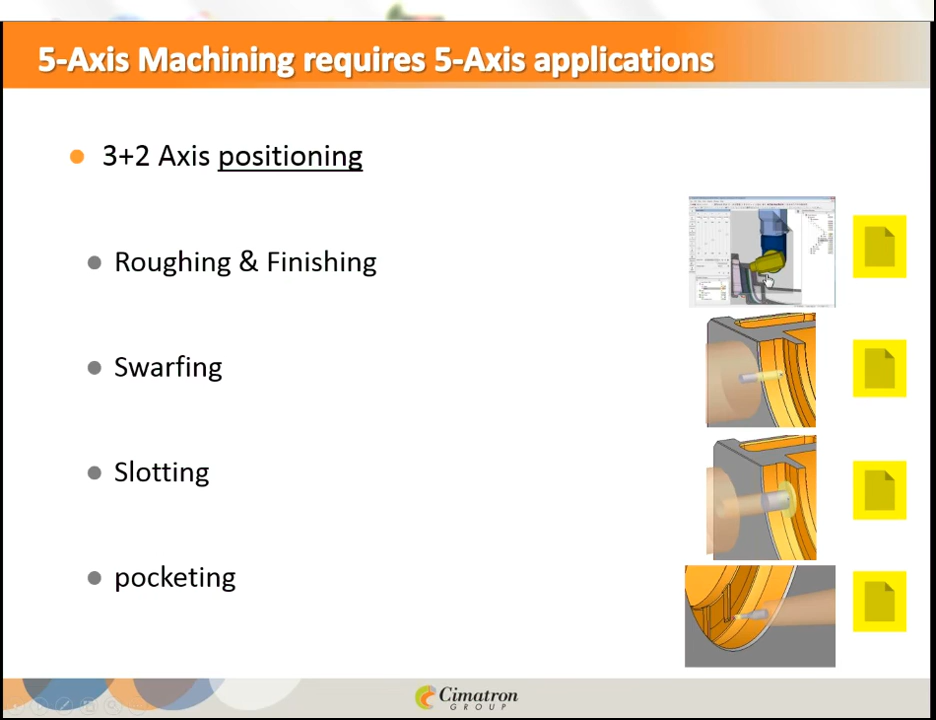 5-Axis Machining requires 5-Axis applications
3+2 Axis positioning
Roughing & Finishing
Swarfing
Slotting
pocketing
Cimatron
GROUP